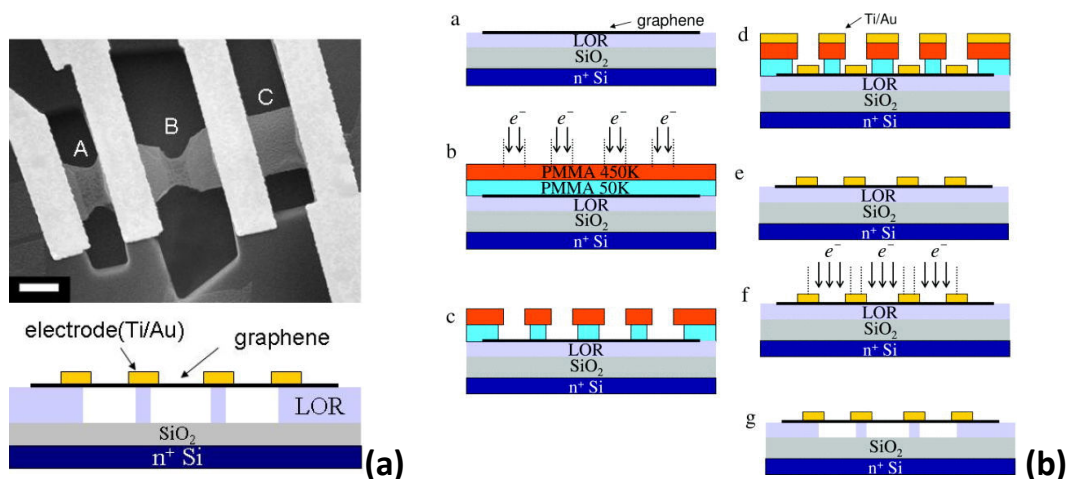 A
B
C
electrode(Ti/Au)
graphene
LOR
SiO₂
n⁺ Si
(a)
a
graphene
LOR
SiO₂
n⁺ Si
b
e⁻ e⁻ e⁻ e⁻
PMMA 450K
PMMA 50K
LOR
SiO₂
n⁺ Si
c
LOR
SiO₂
n⁺ Si
d
Ti/Au
LOR
SiO₂
n⁺ Si
e
LOR
SiO₂
n⁺ Si
f
e⁻ e⁻ e⁻
LOR
SiO₂
n⁺ Si
g
SiO₂
n⁺ Si
(b)